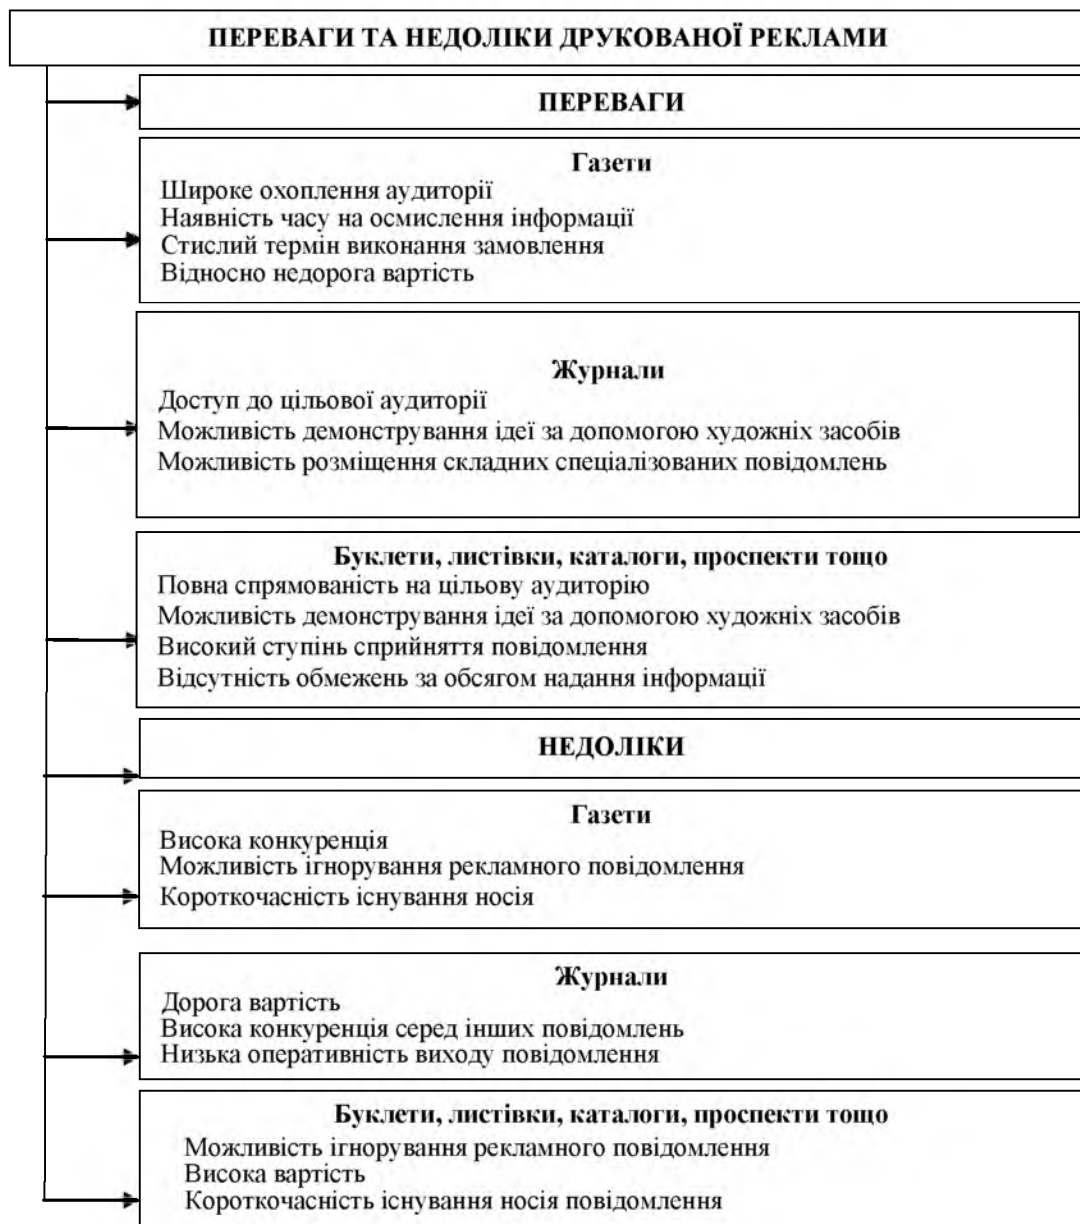 ПЕРЕВАГИ ТА НЕДОЛІКИ ДРУКОВАНОЇ РЕКЛАМИ
ПЕРЕВАГИ
Газети
Широке охоплення аудиторії
Наявність часу на осмислення інформації
Стислий термін виконання замовлення
Відносно недорога вартість
Журнали
Доступ до цільової аудиторії
Можливість демонстрування ідеї за допомогою художніх засобів
Можливість розміщення складних спеціалізованих повідомлень
Буклети, листівки, каталоги, проспекти тощо
Повна спрямованість на цільову аудиторію
Можливість демонстрування ідеї за допомогою художніх засобів
Високий ступінь сприйняття повідомлення
Відсутність обмежень за обсягом надання інформації
НЕДОЛІКИ
Газети
Висока конкуренція
Можливість ігнорування рекламного повідомлення
Короткочасність існування носія
Журнали
Дорога вартість
Висока конкуренція серед інших повідомлень
Низька оперативність виходу повідомлення
Буклети, листівки, каталоги, проспекти тощо
Можливість ігнорування рекламного повідомлення
Висока вартість
Короткочасність існування носія повідомлення